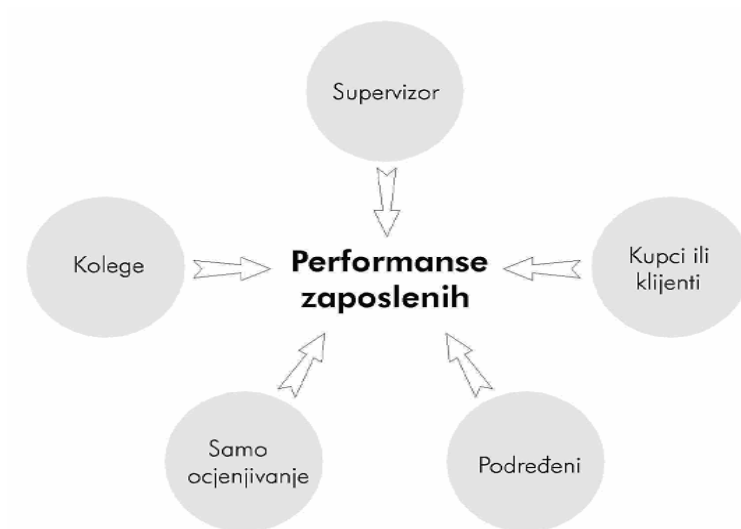 Supervizor
Kolege
Performanse
zaposlenih
Kupci ili
klijenti
Samo
ocjenjivanje
Podređeni